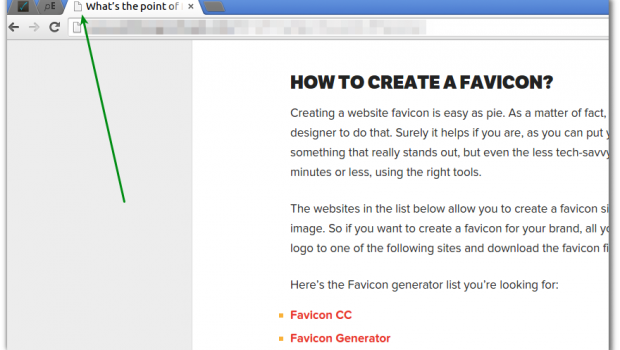 pE
What's the point of
HOW TO CREATE A FAVICON?
Creating a website favicon is easy as pie. As a matter of fact,
designer to do that. Surely it helps if you are, as you can put
something that really stands out, but even the less tech-savvy
minutes or less, using the right tools.
The websites in the list below allow you to create a favicon
image. So if you want to create a favicon for your brand, all
logo to one of the following sites and download the favicon
Here's the Favicon generator list you're looking for:
Favicon CC
Favicon Generator